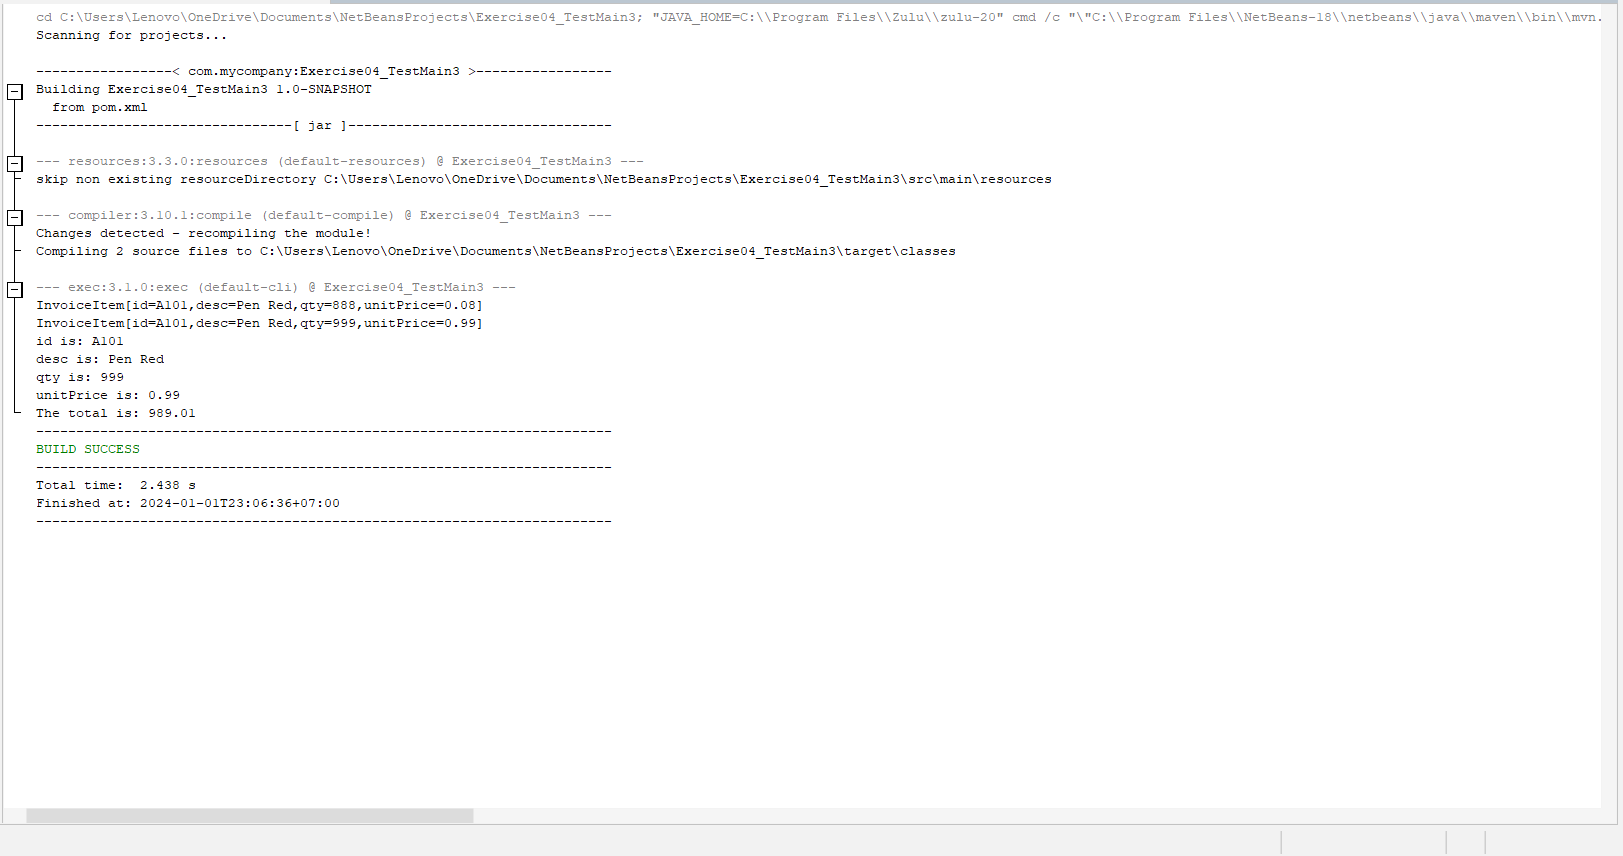 cd C:\Users\Lenovo\OneDrive\Documents\NetBeansProjects\Exercise04_TestMain3; "JAVA_HOME=C:\\Program Files\\Zulu\\zulu-20" cmd /c "\"C:\\Program Files\\NetBeans-18\\netbeans\\java\\maven\\bin\\mvn.
Scanning for projects...
-----------------< com.mycompany:Exercise04_TestMain3 >-----------------
Building Exercise04_TestMain3 1.0-SNAPSHOT
  from pom.xml
--------------------------------[ jar ]---------------------------------
--- resources:3.3.0:resources (default-resources) @ Exercise04_TestMain3 ---
skip non existing resourceDirectory C:\Users\Lenovo\OneDrive\Documents\NetBeansProjects\Exercise04_TestMain3\src\main\resources
--- compiler:3.10.1:compile (default-compile) @ Exercise04_TestMain3 ---
Changes detected - recompiling the module!
Compiling 2 source files to C:\Users\Lenovo\OneDrive\Documents\NetBeansProjects\Exercise04_TestMain3\target\classes
--- exec:3.1.0:exec (default-cli) @ Exercise04_TestMain3 ---
InvoiceItem[id=A101,desc=Pen Red,qty=888,unitPrice=0.08]
InvoiceItem[id=A101,desc=Pen Red,qty=999,unitPrice=0.99]
id is: A101
desc is: Pen Red
qty is: 999
unitPrice is: 0.99
The total is: 989.01
------------------------------------------------------------------------
BUILD SUCCESS
------------------------------------------------------------------------
Total time:  2.438 s
Finished at: 2024-01-01T23:06:36+07:00
------------------------------------------------------------------------